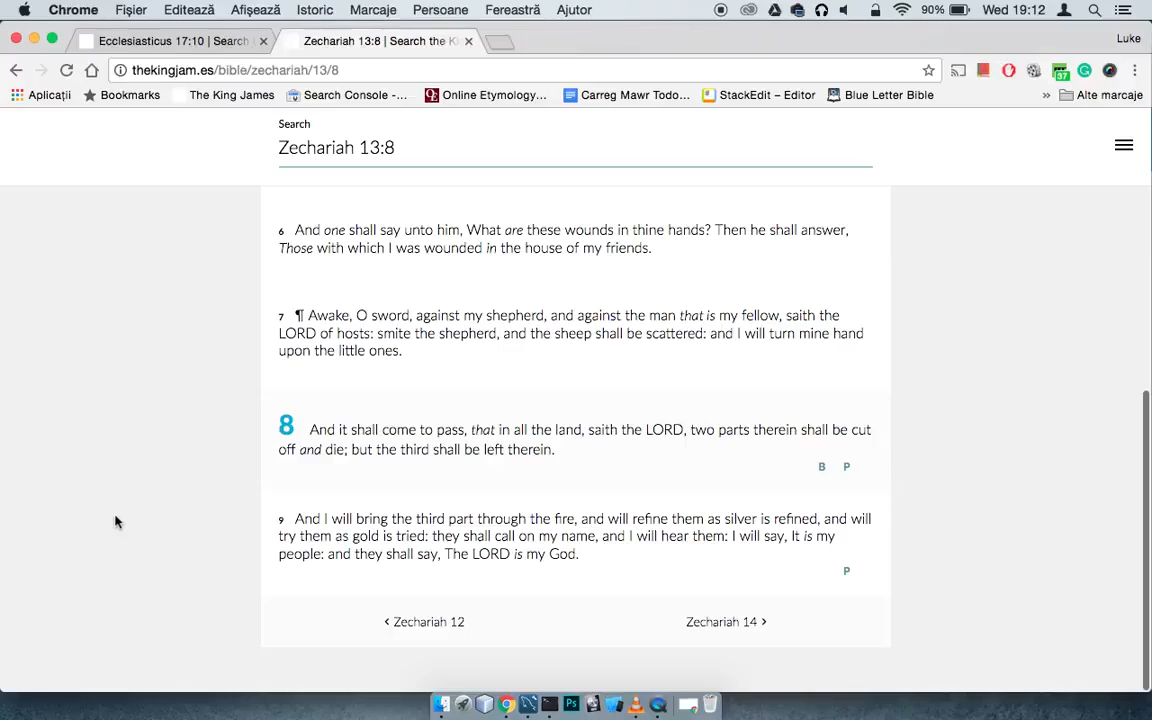 Chrome Fișier Editează Afișează Istoric Marcaje Persoane Fereastră Ajutor 90% Wed 19:12
Ecclesiasticus 17:10 | Search Zechariah 13:8 | Search the Ki Luke
thekingjam.es/bible/zechariah/13/8 37
Aplicații Bookmarks The King James Search Console -... Online Etymology... Carreg Mawr Todo... StackEdit – Editor Blue Letter Bible » Alte marcaje
Search
Zechariah 13:8
6 And one shall say unto him, What are these wounds in thine hands? Then he shall answer,
Those with which I was wounded in the house of my friends.
7 ¶ Awake, O sword, against my shepherd, and against the man that is my fellow, saith the
LORD of hosts: smite the shepherd, and the sheep shall be scattered: and I will turn mine hand
upon the little ones.
8 And it shall come to pass, that in all the land, saith the LORD, two parts therein shall be cut
off and die; but the third shall be left therein.
B P
9 And I will bring the third part through the fire, and will refine them as silver is refined, and will
try them as gold is tried: they shall call on my name, and I will hear them: I will say, It is my
people: and they shall say, The LORD is my God.
P
‹ Zechariah 12 Zechariah 14 ›
Ps